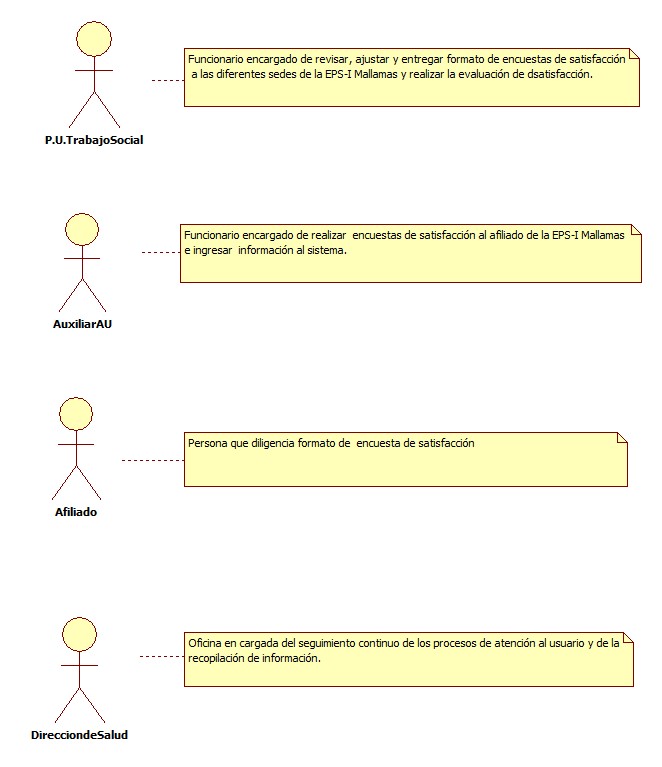 Funcionario encargado de revisar, ajustar y entregar formato de encuestas de satisfacción
a las diferentes sedes de la EPS-I Mallamas y realizar la evaluación de dsatisfacción.
P.U.TrabajoSocial
Funcionario encargado de realizar encuestas de satisfacción al afiliado de la EPS-I Mallamas
e ingresar información al sistema.
AuxiliarAU
Persona que diligencia formato de encuesta de satisfacción
Afiliado
Oficina en cargada del seguimiento continuo de los procesos de atención al usuario y de la
recopilación de información.
DirecciondeSalud